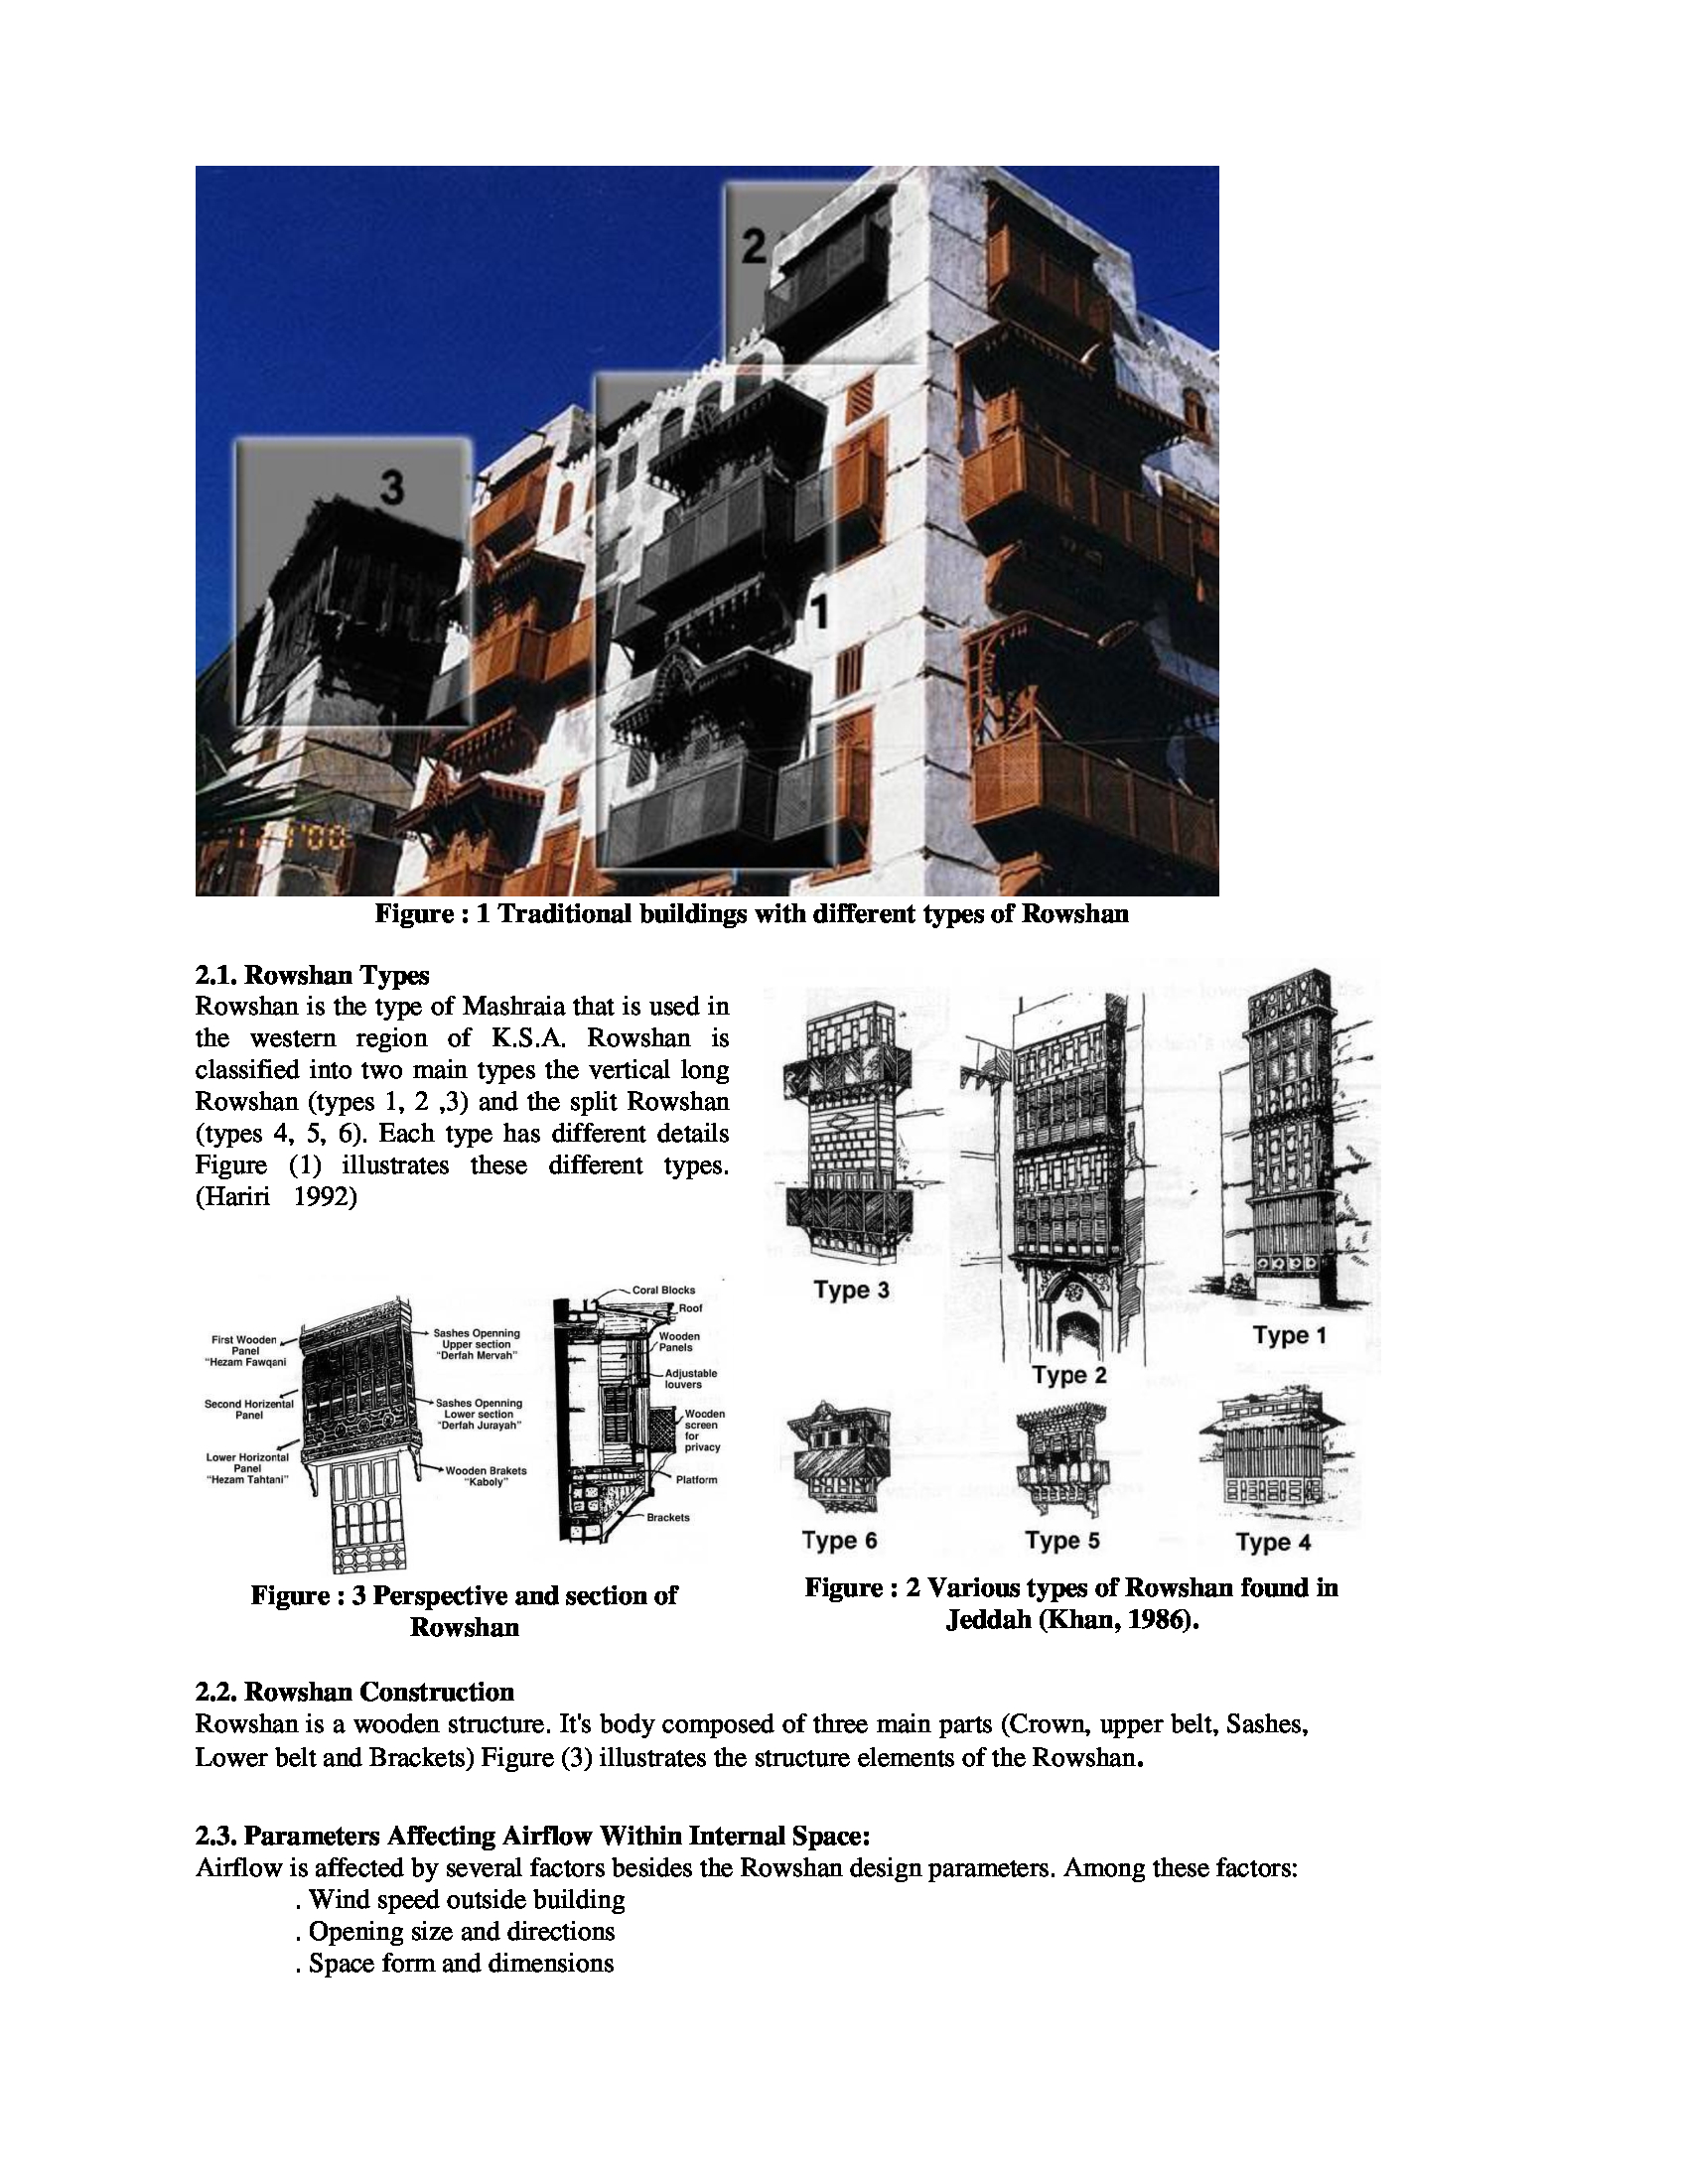 2
3
1
Figure : 1 Traditional buildings with different types of Rowshan
2.1. Rowshan Types
Rowshan is the type of Mashraia that is used in
the western region of K.S.A. Rowshan is
classified into two main types the vertical long
Rowshan (types 1, 2 ,3) and the split Rowshan
(types 4, 5, 6). Each type has different details
Figure (1) illustrates these different types.
(Hariri 1992)
Type 3
Type 2
Type 1
Type 6
Type 5
Type 4
Figure : 2 Various types of Rowshan found in
Jeddah (Khan, 1986).
First Wooden
Panel
"Hezam Fawqani
Second Horizental
Panel
Lower Horizontal
Panel
"Hezam Tahtani"
Sashes Openning
Upper section
"Derfah Mervah"
Sashes Openning
Lower section
"Derfah Jurayah"
Wooden Brakets
"Kaboly"
Coral Blocks
Roof
Wooden
Panels
Adjustable
louvers
Wooden
screen
for
privacy
Platform
Brackets
Figure : 3 Perspective and section of
Rowshan
2.2. Rowshan Construction
Rowshan is a wooden structure. It's body composed of three main parts (Crown, upper belt, Sashes,
Lower belt and Brackets) Figure (3) illustrates the structure elements of the Rowshan.
2.3. Parameters Affecting Airflow Within Internal Space:
Airflow is affected by several factors besides the Rowshan design parameters. Among these factors:
. Wind speed outside building
. Opening size and directions
. Space form and dimensions